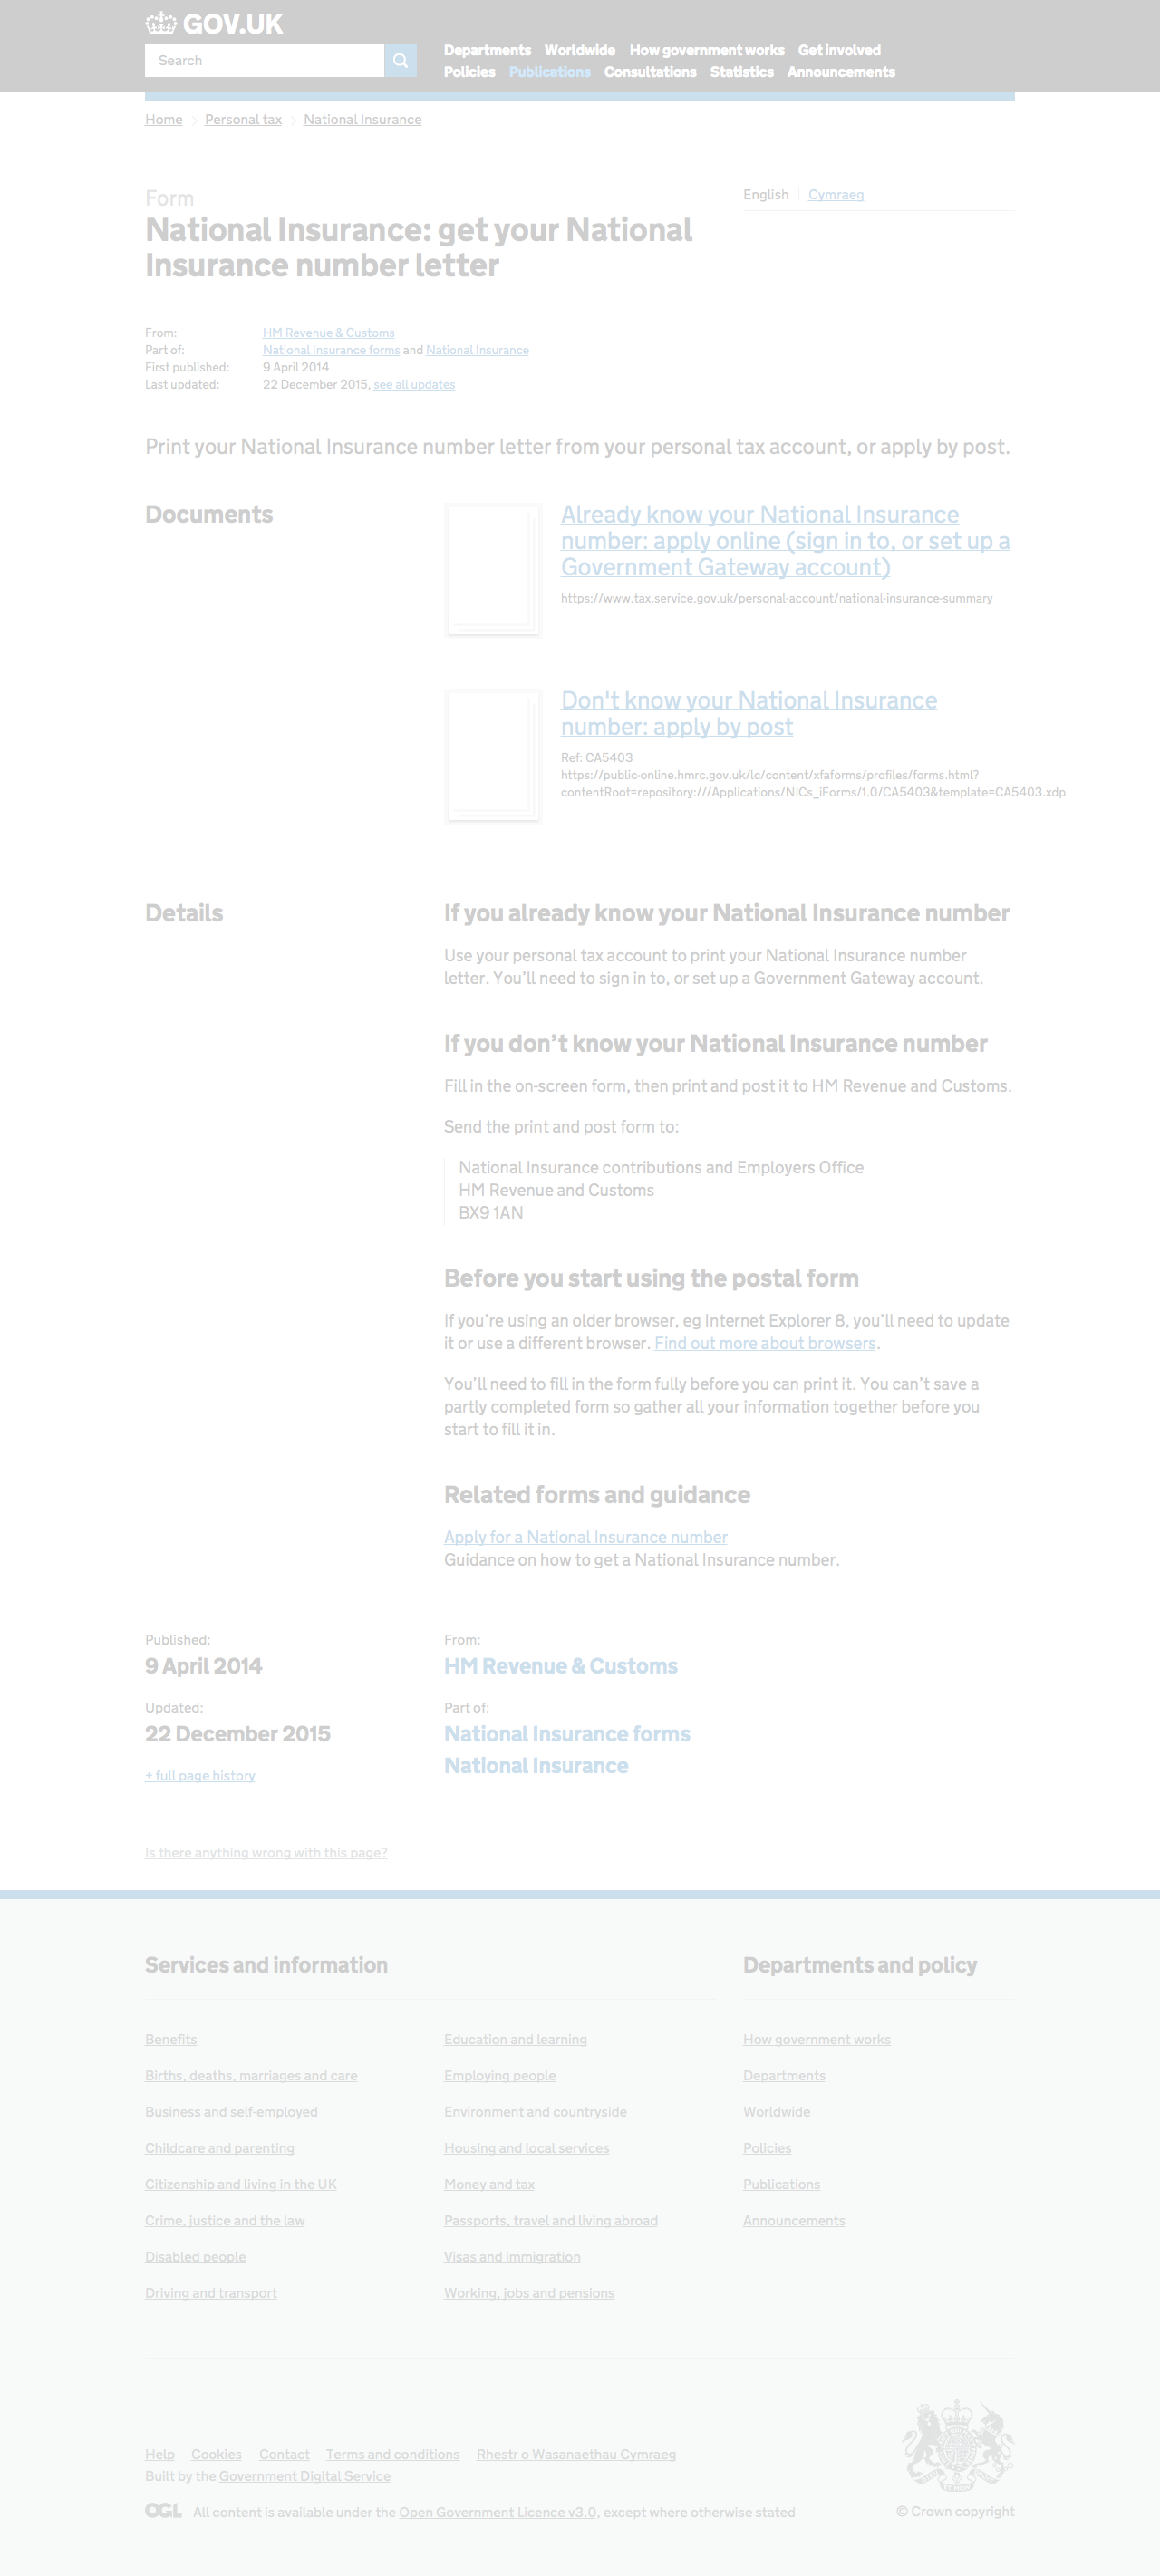 GOV.UK
Search
Departments Worldwide How government works Get involved
Policies Publications Consultations Statistics Announcements
Home Personal tax National Insurance
Form
National Insurance: get your National
Insurance number letter
English Cymraeg
From: HM Revenue & Customs
Part of: National Insurance forms and National Insurance
First published: 9 April 2014
Last updated: 22 December 2015, see all updates
Print your National Insurance number letter from your personal tax account, or apply by post.
Documents
Already know your National Insurance
number: apply online (sign in to, or set up a
Government Gateway account)
https://www.tax.service.gov.uk/personal-account/national-insurance-summary
Don't know your National Insurance
number: apply by post
Ref: CA5403
https://public-online.hmrc.gov.uk/lc/content/xfaforms/profiles/forms.html?
contentRoot=repository:///Applications/NICs_iForms/1.0/CA5403&template=CA5403.xdp
Details
If you already know your National Insurance number
Use your personal tax account to print your National Insurance number
letter. You’ll need to sign in to, or set up a Government Gateway account.
If you don’t know your National Insurance number
Fill in the on-screen form, then print and post it to HM Revenue and Customs.
Send the print and post form to:
National Insurance contributions and Employers Office
HM Revenue and Customs
BX9 1AN
Before you start using the postal form
If you’re using an older browser, eg Internet Explorer 8, you’ll need to update
it or use a different browser. Find out more about browsers.
You’ll need to fill in the form fully before you can print it. You can’t save a
partly completed form so gather all your information together before you
start to fill it in.
Related forms and guidance
Apply for a National Insurance number
Guidance on how to get a National Insurance number.
Published:
9 April 2014
Updated:
22 December 2015
+ full page history
From:
HM Revenue & Customs
Part of:
National Insurance forms
National Insurance
Is there anything wrong with this page?
Services and information
Benefits
Births, deaths, marriages and care
Business and self-employed
Childcare and parenting
Citizenship and living in the UK
Crime, justice and the law
Disabled people
Driving and transport
Education and learning
Employing people
Environment and countryside
Housing and local services
Money and tax
Passports, travel and living abroad
Visas and immigration
Working, jobs and pensions
Departments and policy
How government works
Departments
Worldwide
Policies
Publications
Announcements
Help Cookies Contact Terms and conditions Rhestr o Wasanaethau Cymraeg
Built by the Government Digital Service
OGL All content is available under the Open Government Licence v3.0, except where otherwise stated
© Crown copyright